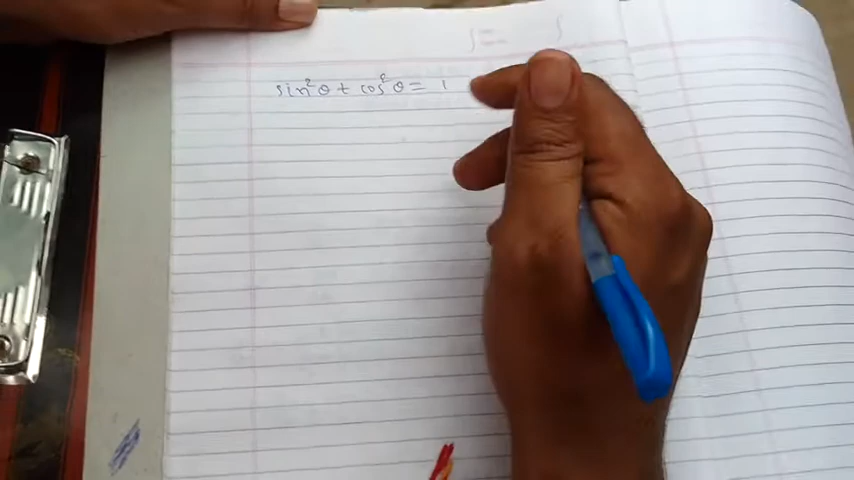 sin²θ + cos²θ = 1